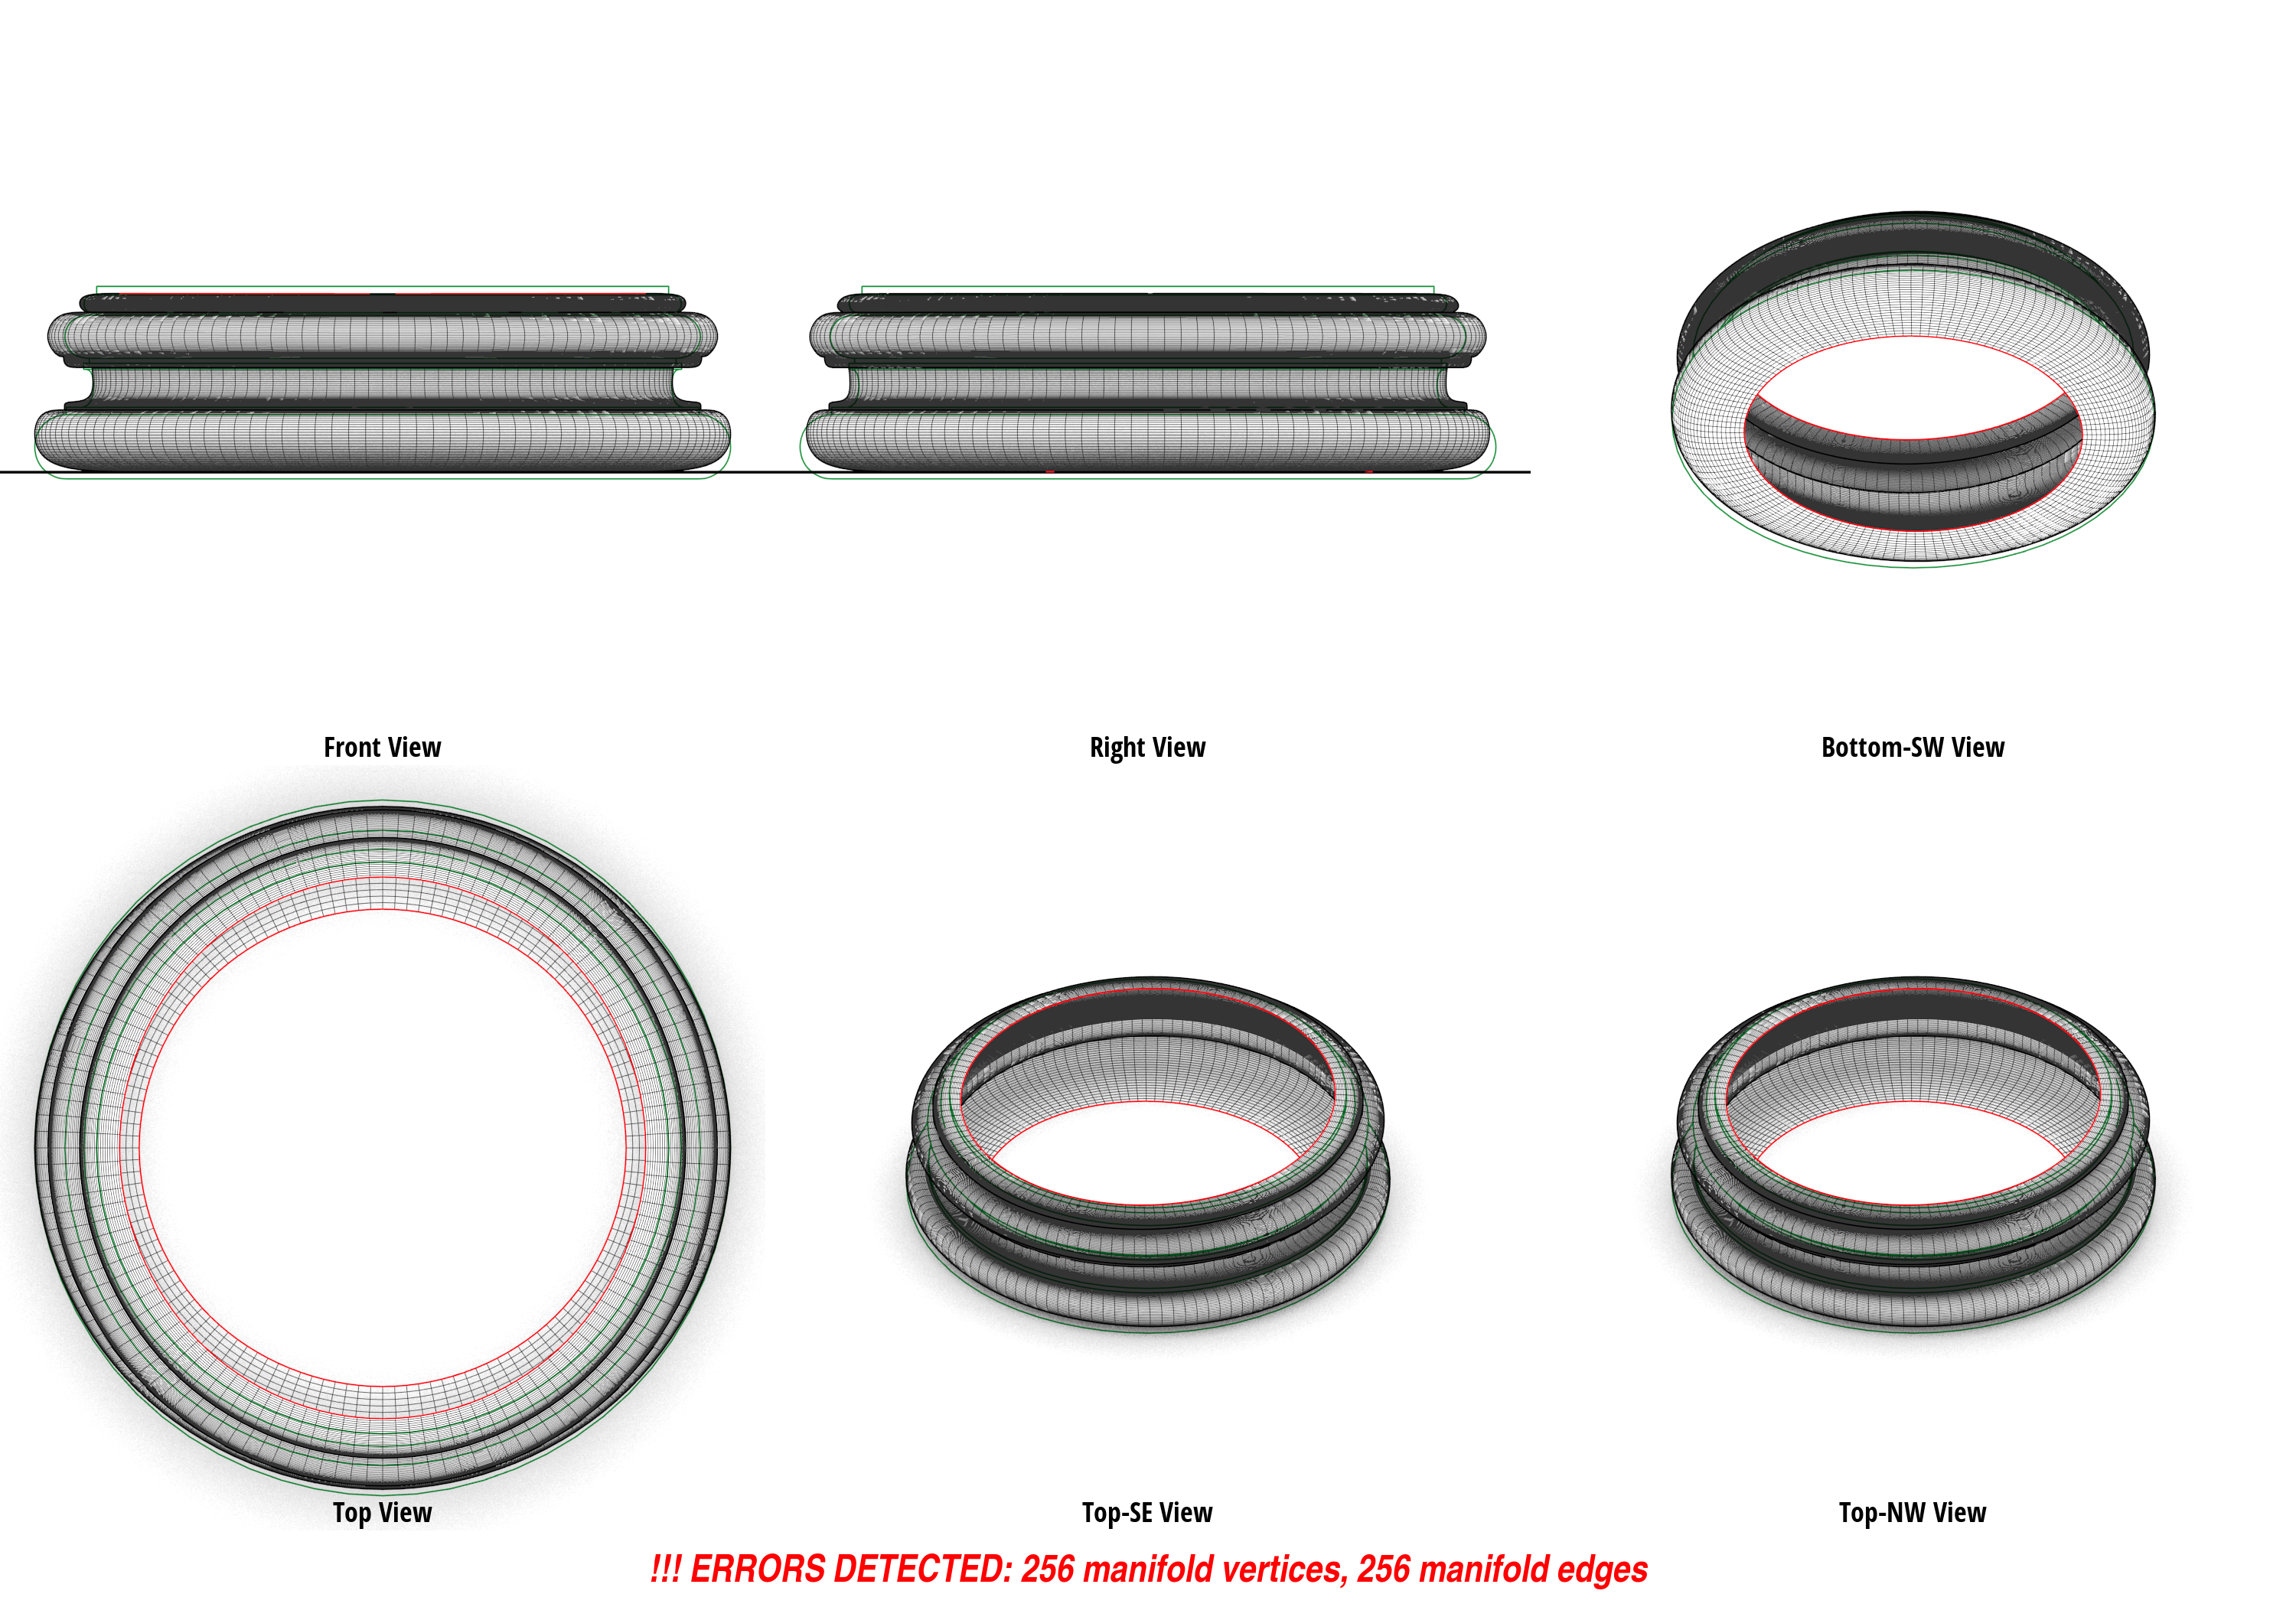 Front View
Right View
Bottom-SW View
Top View
Top-SE View
Top-NW View
!!! ERRORS DETECTED: 256 manifold vertices, 256 manifold edges